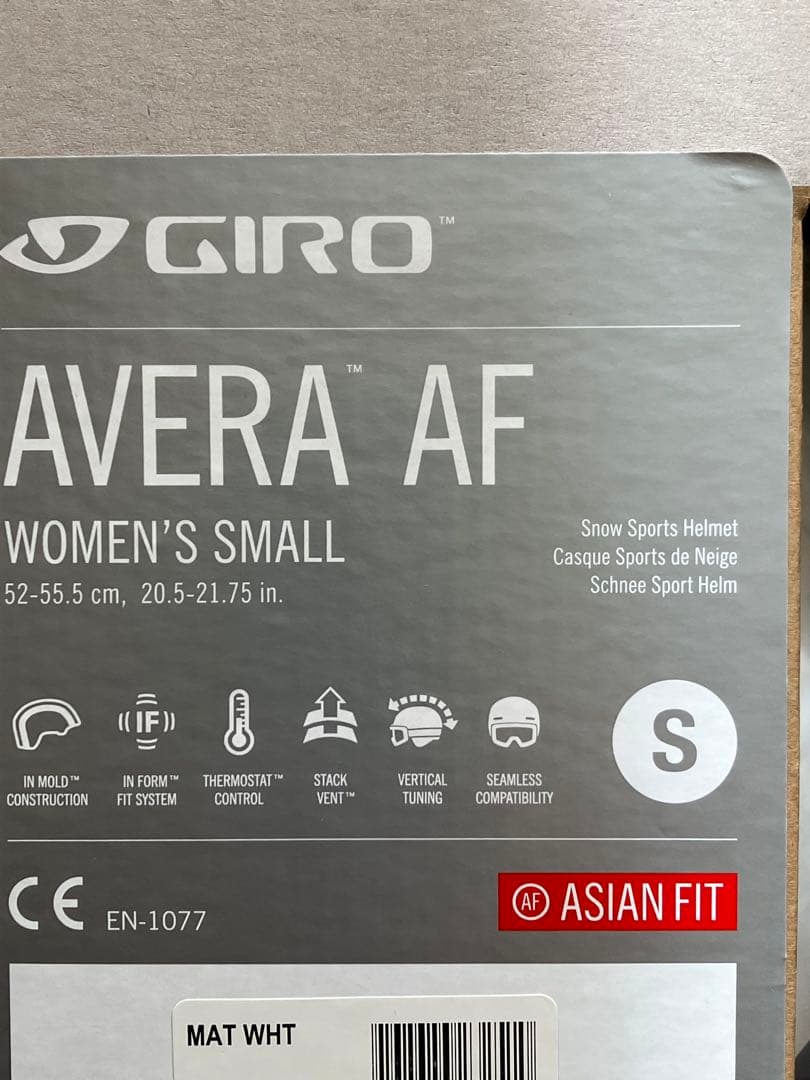 GIRO™
AVERA™ AF
WOMEN'S SMALL
52-55.5 cm, 20.5-21.75 in.
Snow Sports Helmet
Casque Sports de Neige
Schnee Sport Helm
IN MOLD™
CONSTRUCTION
IF
IN FORM™
FIT SYSTEM
THERMOSTAT™
CONTROL
STACK
VENT™
VERTICAL
TUNING
SEAMLESS
COMPATIBILITY
S
CE EN-1077
AF ASIAN FIT
MAT WHT